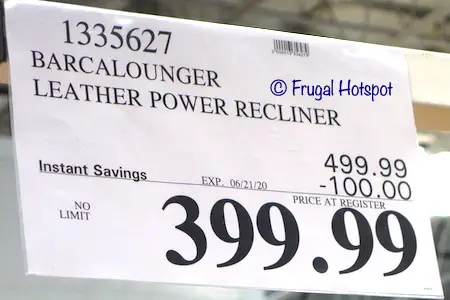 1335627
BARCALOUNGER
LEATHER POWER RECLINER
© Frugal Hotspot
499.99
Instant Savings EXP. 06/21/20 -100.00
NO LIMIT
PRICE AT REGISTER
399.99